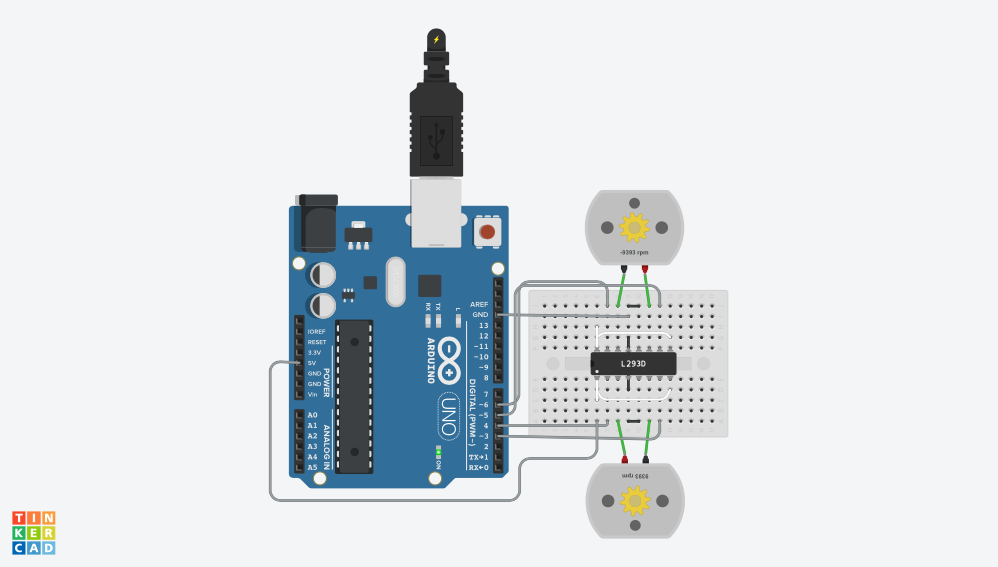 -9393 rpm
AREF
GND
13
12
~11
~10
~9
8
7
~6
~5
4
~3
2
TX→1
RX←0
DIGITAL (PWM~)
RX
TX
L
ARDUINO
UNO
ON
IOREF
RESET
3.3V
5V
GND
GND
Vin
POWER
A0
A1
A2
A3
A4
A5
ANALOG IN
L293D
9393 rpm
TIN
KER
CAD